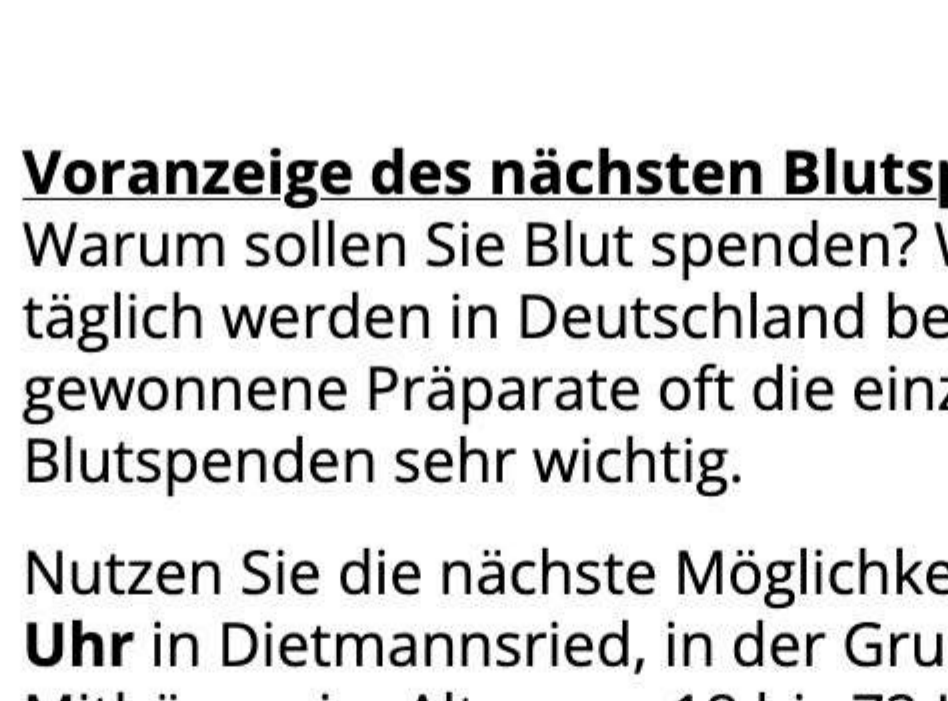 Voranzeige des nächsten
Warum sollen Sie Blut spenden?
täglich werden in Deutschland
gewonnene Präparate oft die
Blutspenden sehr wichtig.
Nutzen Sie die nächste
Uhr in Dietmannsried, in der